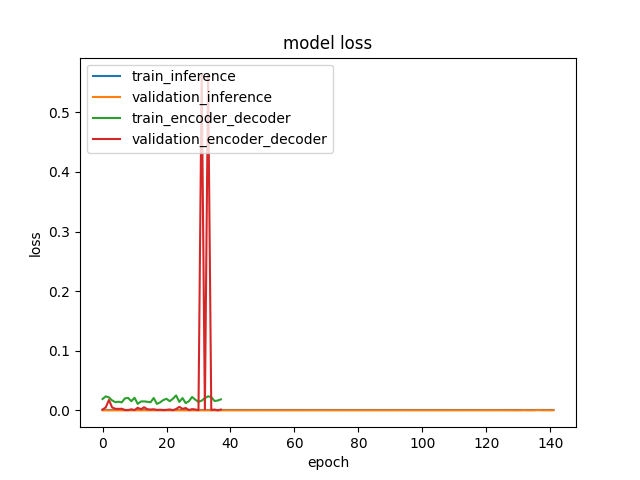 model loss
train_inference
validation_inference
train_encoder_decoder
validation_encoder_decoder
0.5
0.4
0.3
0.2
0.1
0.0
loss
0 20 40 60 80 100 120 140
epoch